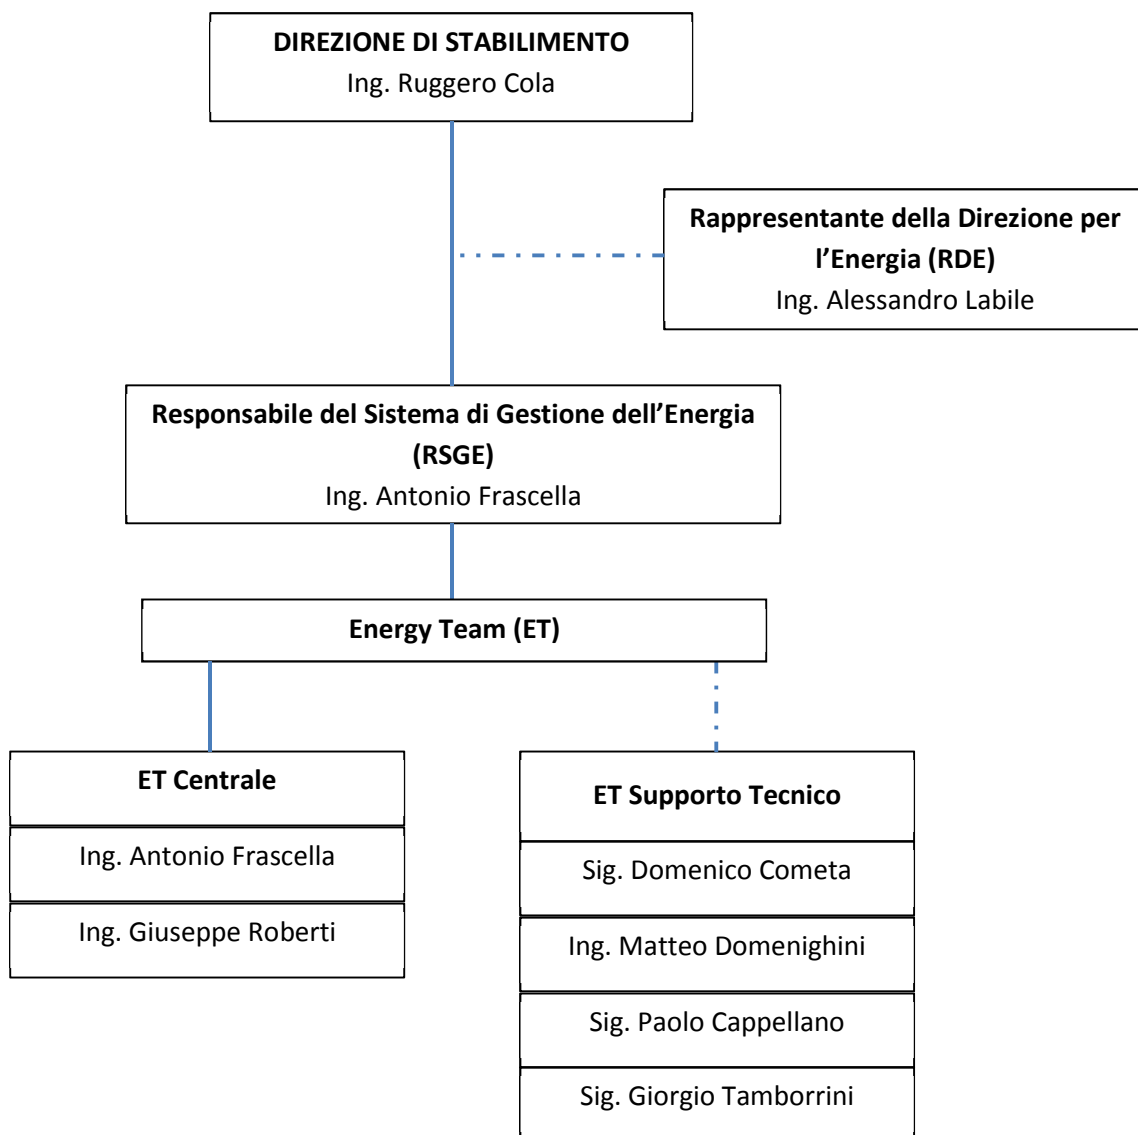 DIREZIONE DI STABILIMENTO
Ing. Ruggero Cola
Rappresentante della Direzione per
l’Energia (RDE)
Ing. Alessandro Labile
Responsabile del Sistema di Gestione dell’Energia
(RSGE)
Ing. Antonio Frascella
Energy Team (ET)
ET Centrale
Ing. Antonio Frascella
Ing. Giuseppe Roberti
ET Supporto Tecnico
Sig. Domenico Cometa
Ing. Matteo Domenighini
Sig. Paolo Cappellano
Sig. Giorgio Tamborrini